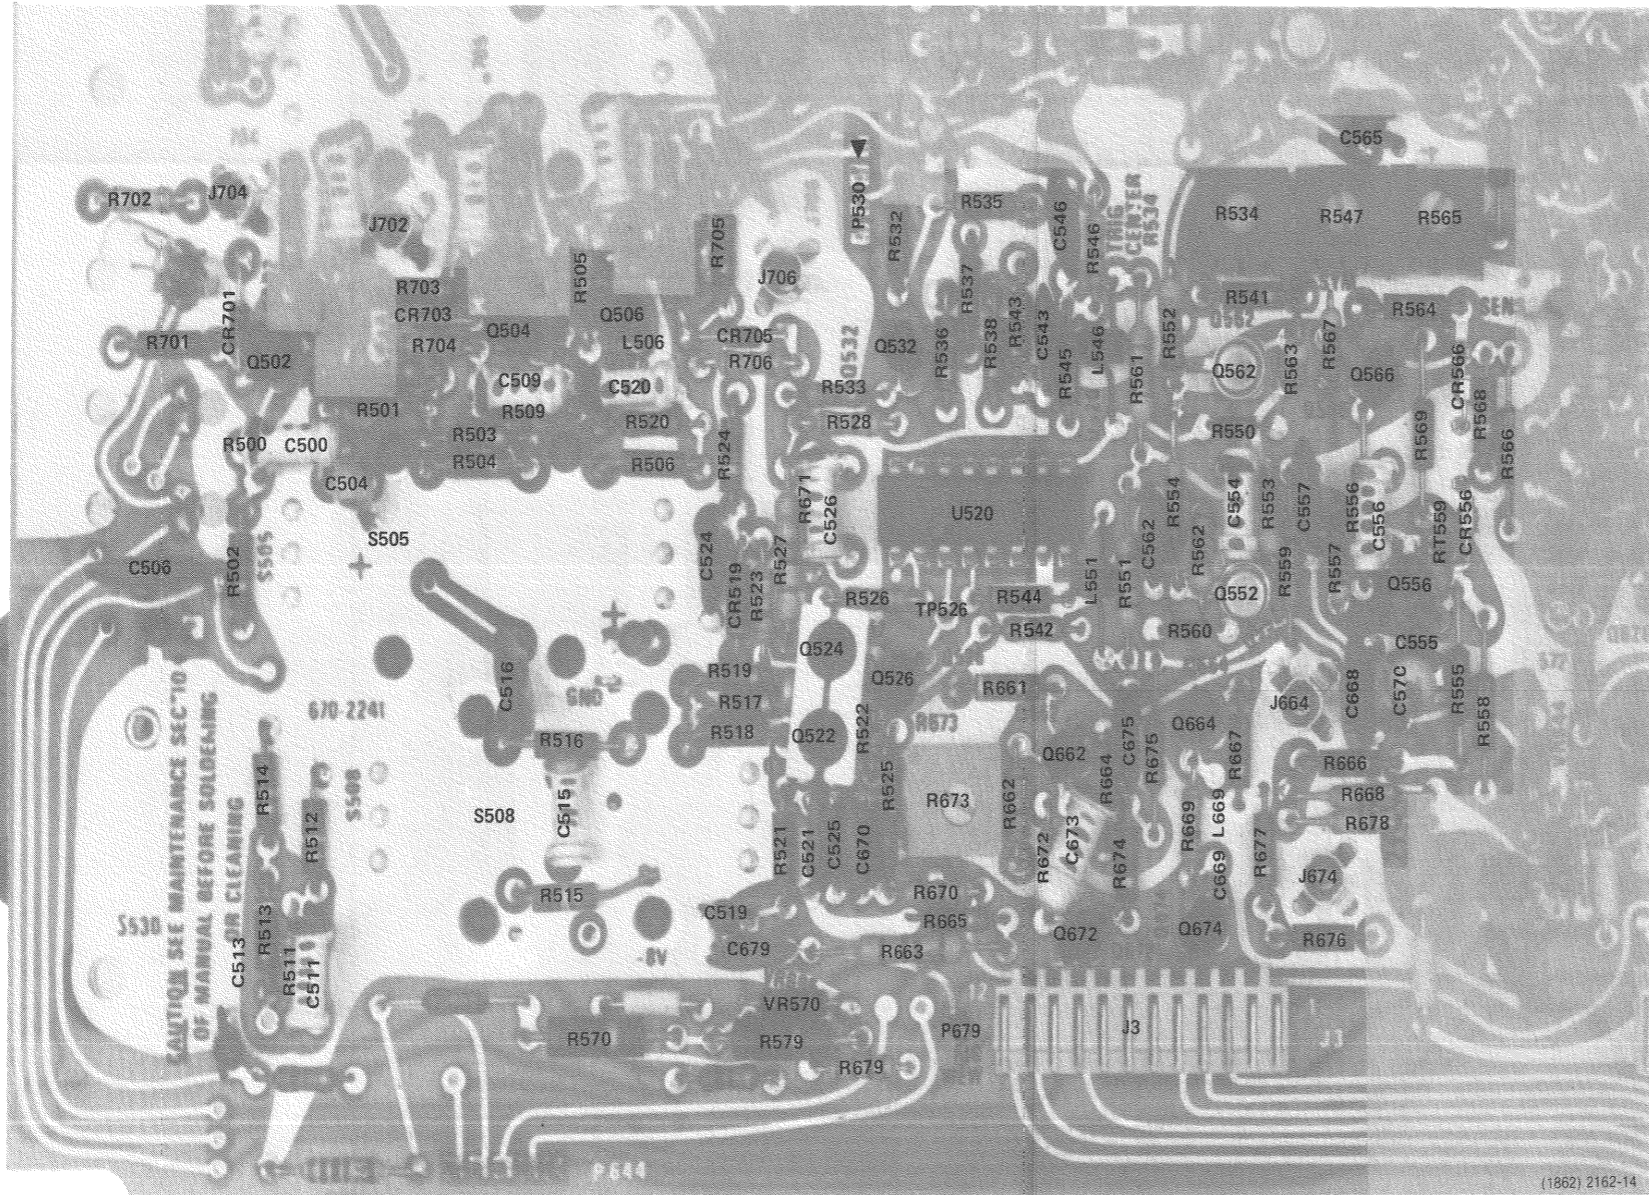 C565
R702
J704
J702
P530
R532
R535
C546
R546
TRIG
CENTER
R534
R534
R547
R565
R705
J706
R703
CR703
R704
R505
Q504
Q506
L506
CR705
R706
CR701
R701
Q502
Q532
Q532
R536
R537
R538
R543
C543
R545
L546
R561
R552
R541
Q562
Q562
R563
R567
R564
SEN
Q566
CR566
R568
C509
C520
R533
R501
R509
R520
R528
R500
C500
R503
R504
R506
R524
R550
R569
R566
C504
R671
C526
U520
C562
R554
R562
C554
R553
C557
R556
C556
RT559
CR556
S505
C506
R502
S505
C524
CR519
R523
R527
R526
TP526
R544
L551
R551
Q552
R559
R557
Q556
R542
R560
C555
Q524
C516
R519
Q526
R661
J664
C668
C570
R555
R558
670-2241
GND
R517
R518
Q522
R522
R673
R516
Q662
R664
C675
R675
Q664
R667
R666
CAUTION SEE MAINTENANCE SEC 10
OF MANUAL BEFORE SOLDERING
OR CLEANING
R514
R512
S508
S508
C515
R525
R673
R662
R668
R678
R521
C521
C525
C670
R672
C673
R674
R669
L669
C669
R677
J674
R515
R670
S530
C513
R513
R511
C511
C519
R665
C679
R663
Q672
Q674
R676
-8V
VR570
12
1
R570
R579
P679
J3
J3
R679
P644
(1862) 2162-14